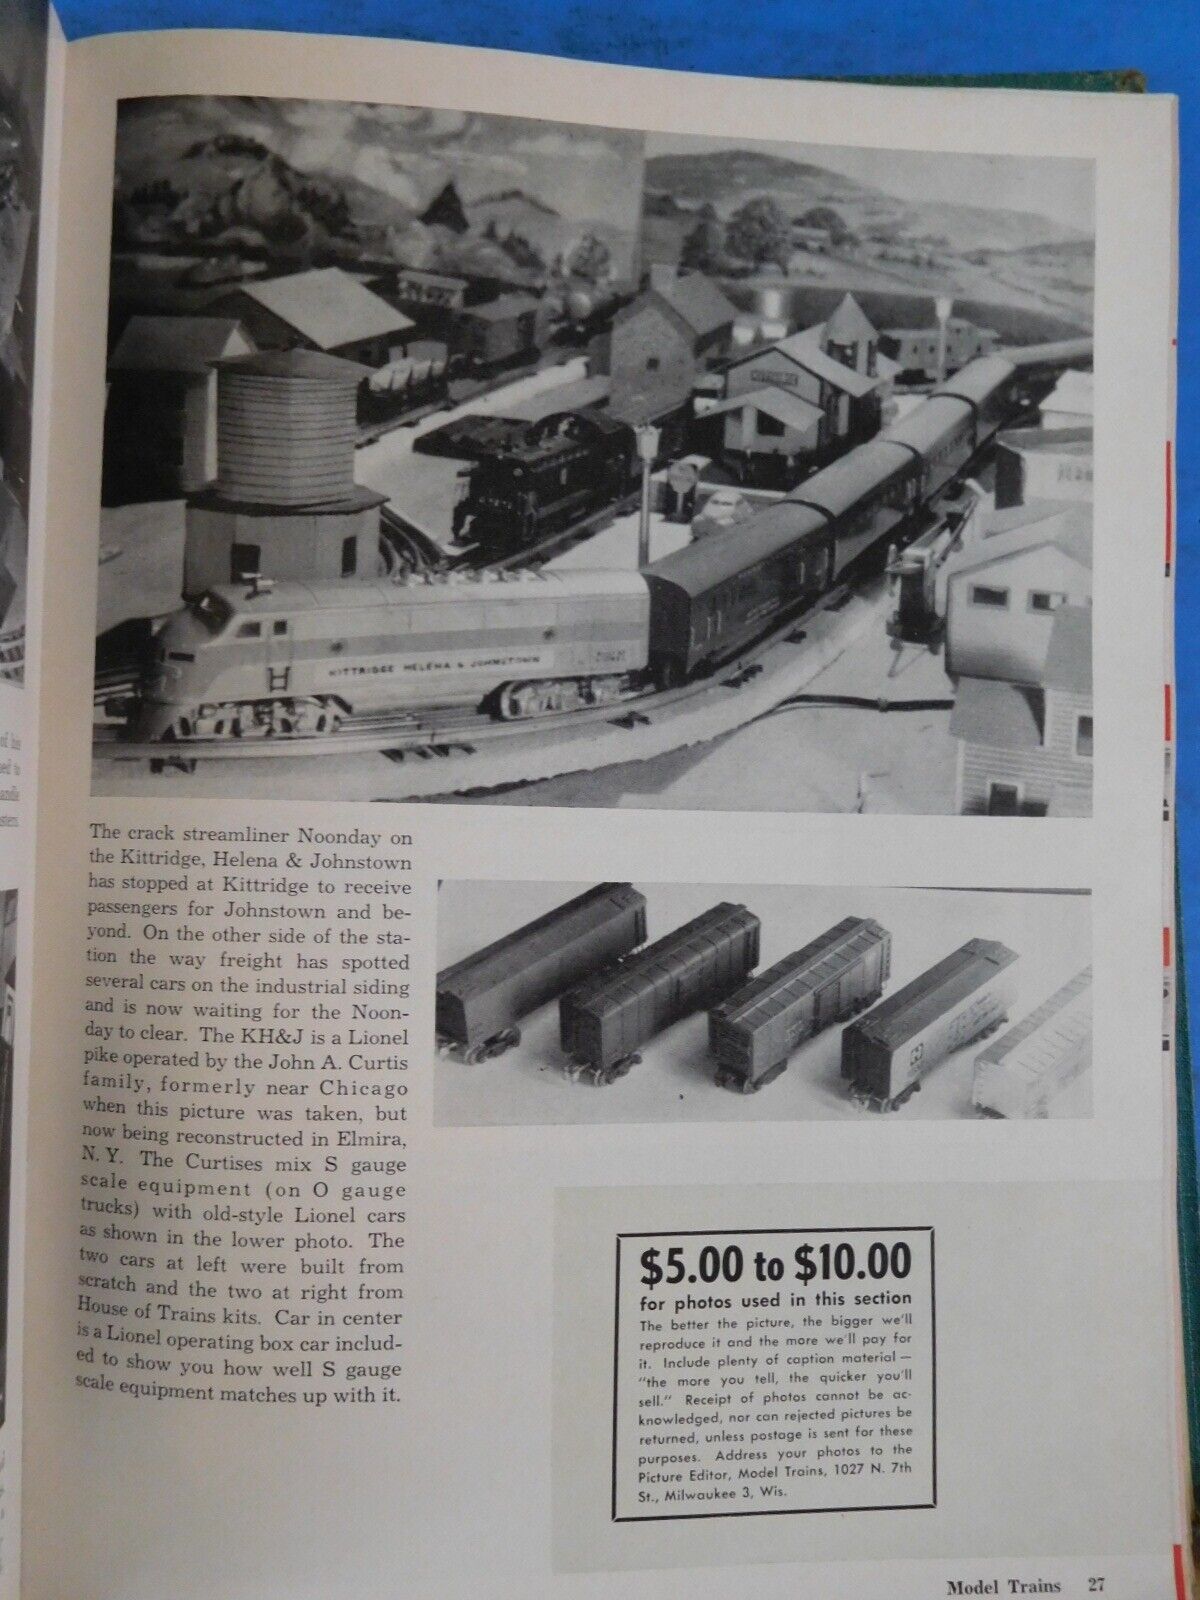 KITTRIDGE HELENA & JOHNSTOWN
H
The crack streamliner Noonday on
the Kittridge, Helena & Johnstown
has stopped at Kittridge to receive
passengers for Johnstown and be-
yond. On the other side of the sta-
tion the way freight has spotted
several cars on the industrial siding
and is now waiting for the Noon-
day to clear. The KH&J is a Lionel
pike operated by the John A. Curtis
family, formerly near Chicago
when this picture was taken, but
now being reconstructed in Elmira,
N. Y. The Curtises mix S gauge
scale equipment (on O gauge
trucks) with old-style Lionel cars
as shown in the lower photo. The
two cars at left were built from
scratch and the two at right from
House of Trains kits. Car in center
is a Lionel operating box car includ-
ed to show you how well S gauge
scale equipment matches up with it.
$5.00 to $10.00
for photos used in this section
The better the picture, the bigger we'll
reproduce it and the more we'll pay for
it. Include plenty of caption material —
"the more you tell, the quicker you'll
sell." Receipt of photos cannot be ac-
knowledged, nor can rejected pictures be
returned, unless postage is sent for these
purposes. Address your photos to the
Picture Editor, Model Trains, 1027 N. 7th
St., Milwaukee 3, Wis.
Model Trains 27
of his
andle